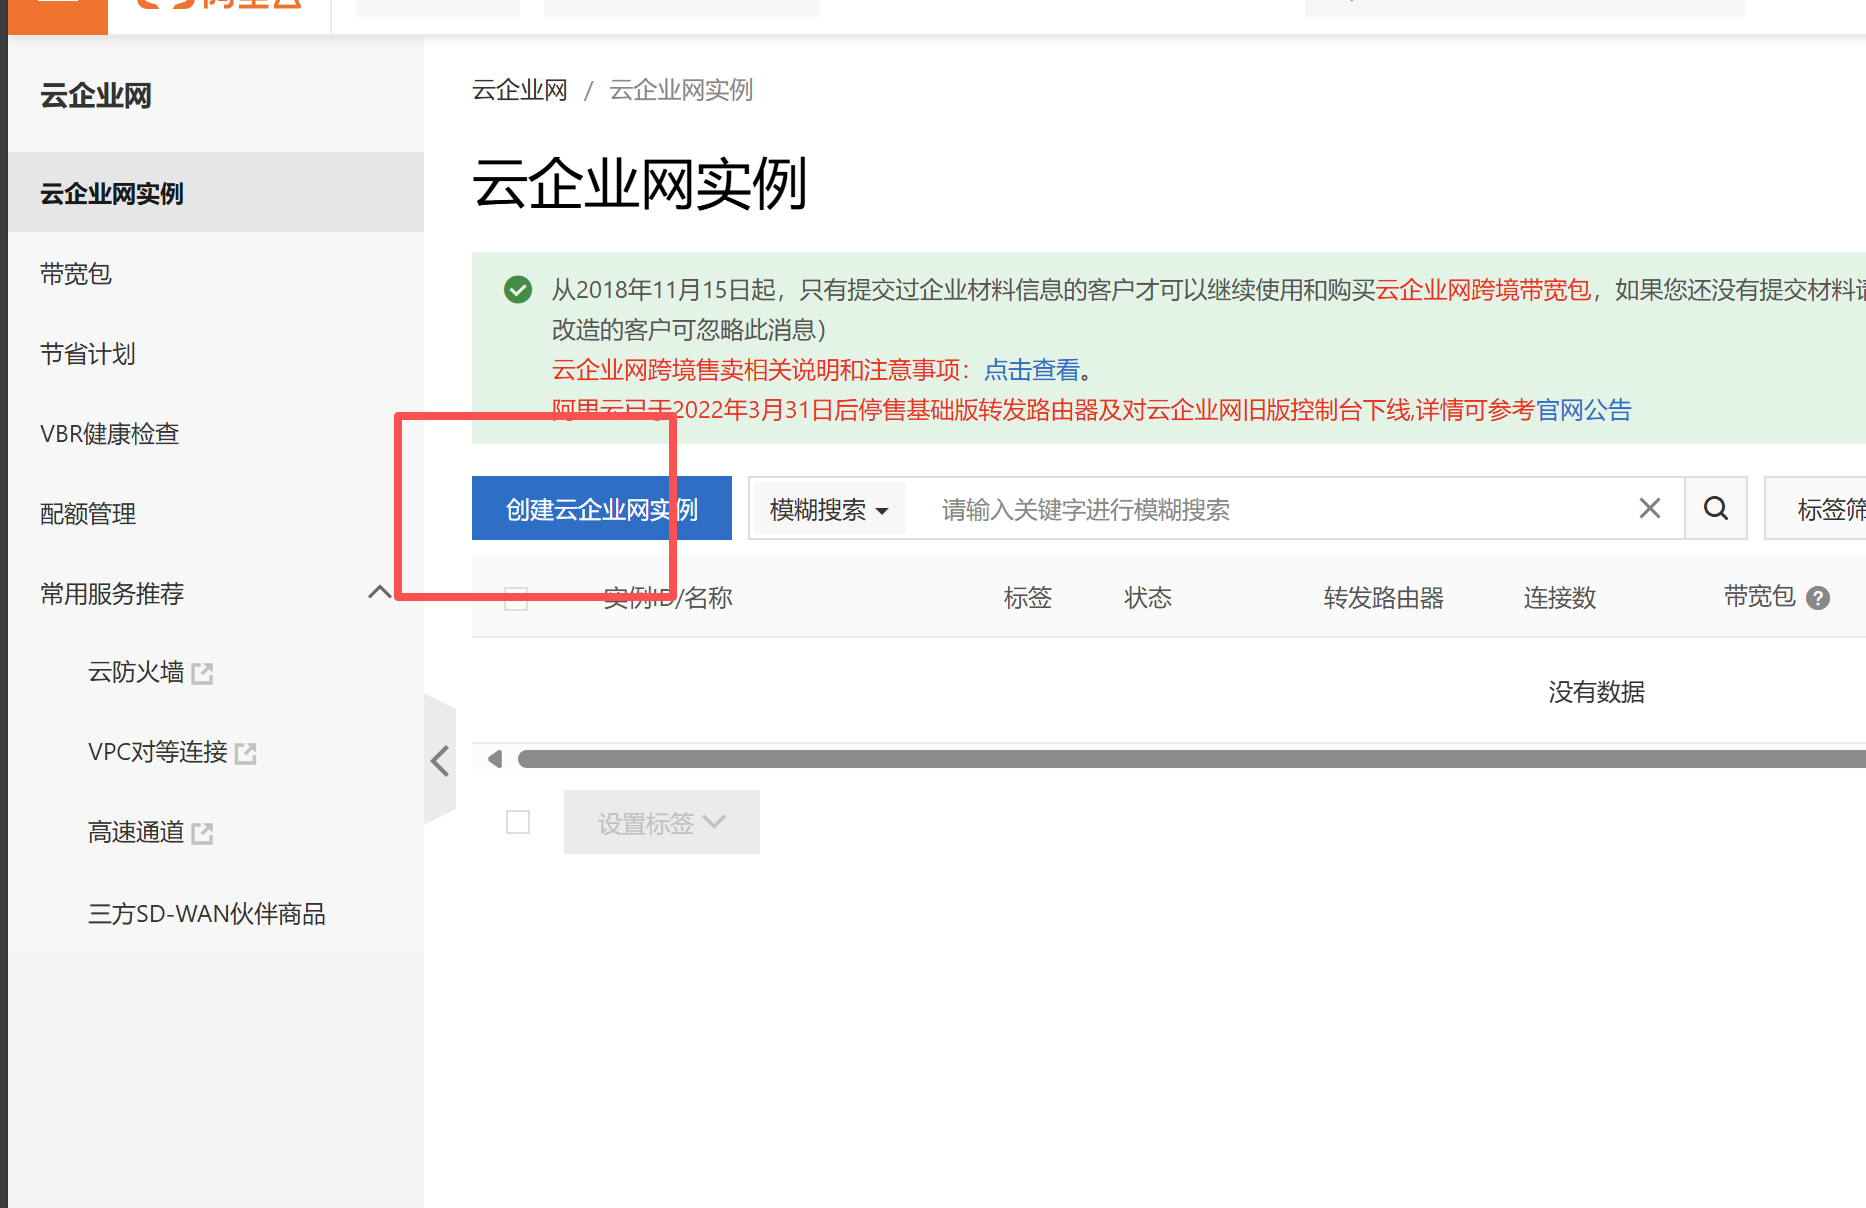 云企业网
云企业网实例
带宽包
节省计划
VBR健康检查
配额管理
常用服务推荐
云防火墙
VPC对等连接
高速通道
三方SD-WAN伙伴商品
云企业网 / 云企业网实例
云企业网实例
从2018年11月15日起，只有提交过企业材料信息的客户才可以继续使用和购买云企业网跨境带宽包，如果您还没有提交材料
改造的客户可忽略此消息）
云企业网跨境售卖相关说明和注意事项：点击查看。
阿里云已于2022年3月31日后停售基础版转发路由器及对云企业网旧版控制台下线,详情可参考官网公告
创建云企业网实例 模糊搜索 请输入关键字进行模糊搜索 标签筛
实例ID/名称 标签 状态 转发路由器 连接数 带宽包
没有数据
设置标签